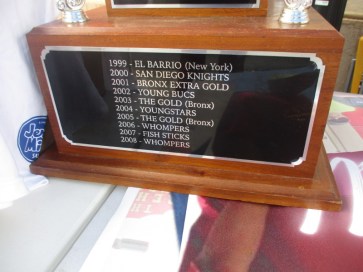 1999 - EL BARRIO (New York)
2000 - SAN DIEGO KNIGHTS
2001 - BRONX EXTRA GOLD
2002 - YOUNG BUCS
2003 - THE GOLD (Bronx)
2004 - YOUNGSTARS
2005 - THE GOLD (Bronx)
2006 - WHOMPERS
2007 - FISH STICKS
2008 - WHOMPERS